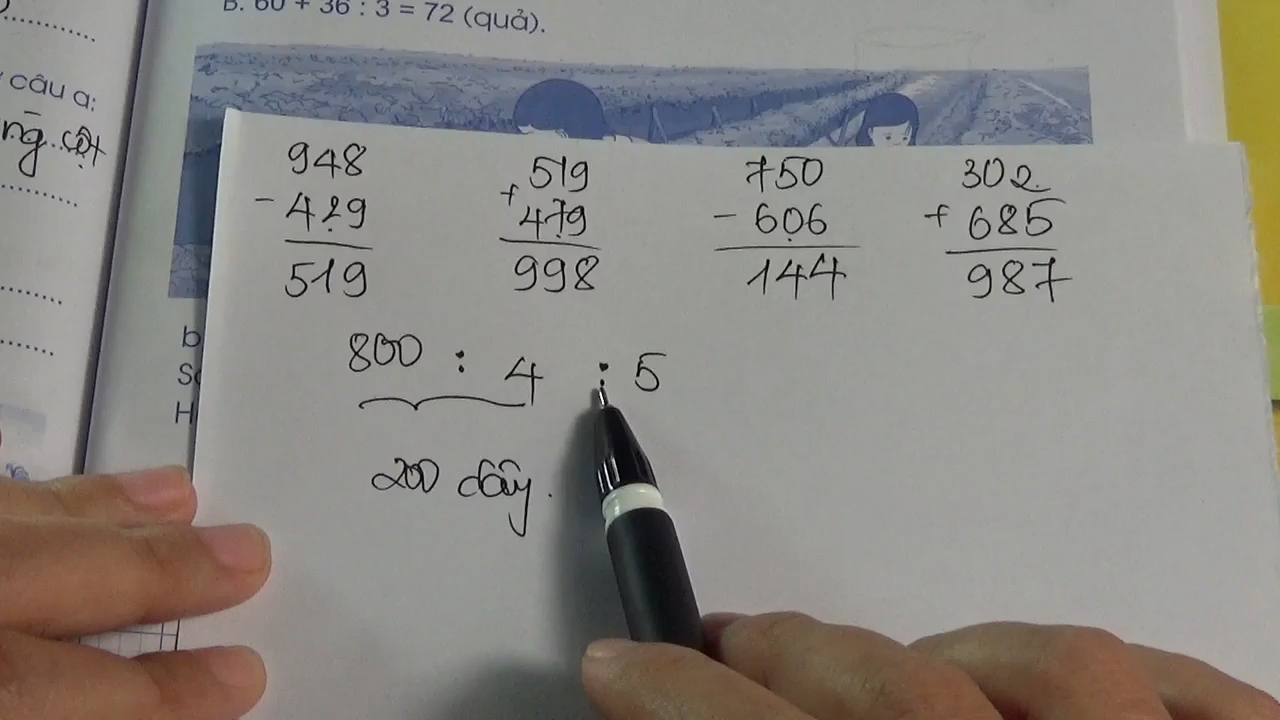 B. 60 + 36 : 3 = 72 (quả).
câu a:
ng cột
948
- 429
519
519
+ 479
998
750
- 606
144
302
+ 685
987
800 : 4 : 5
200 dây.
b
S
H